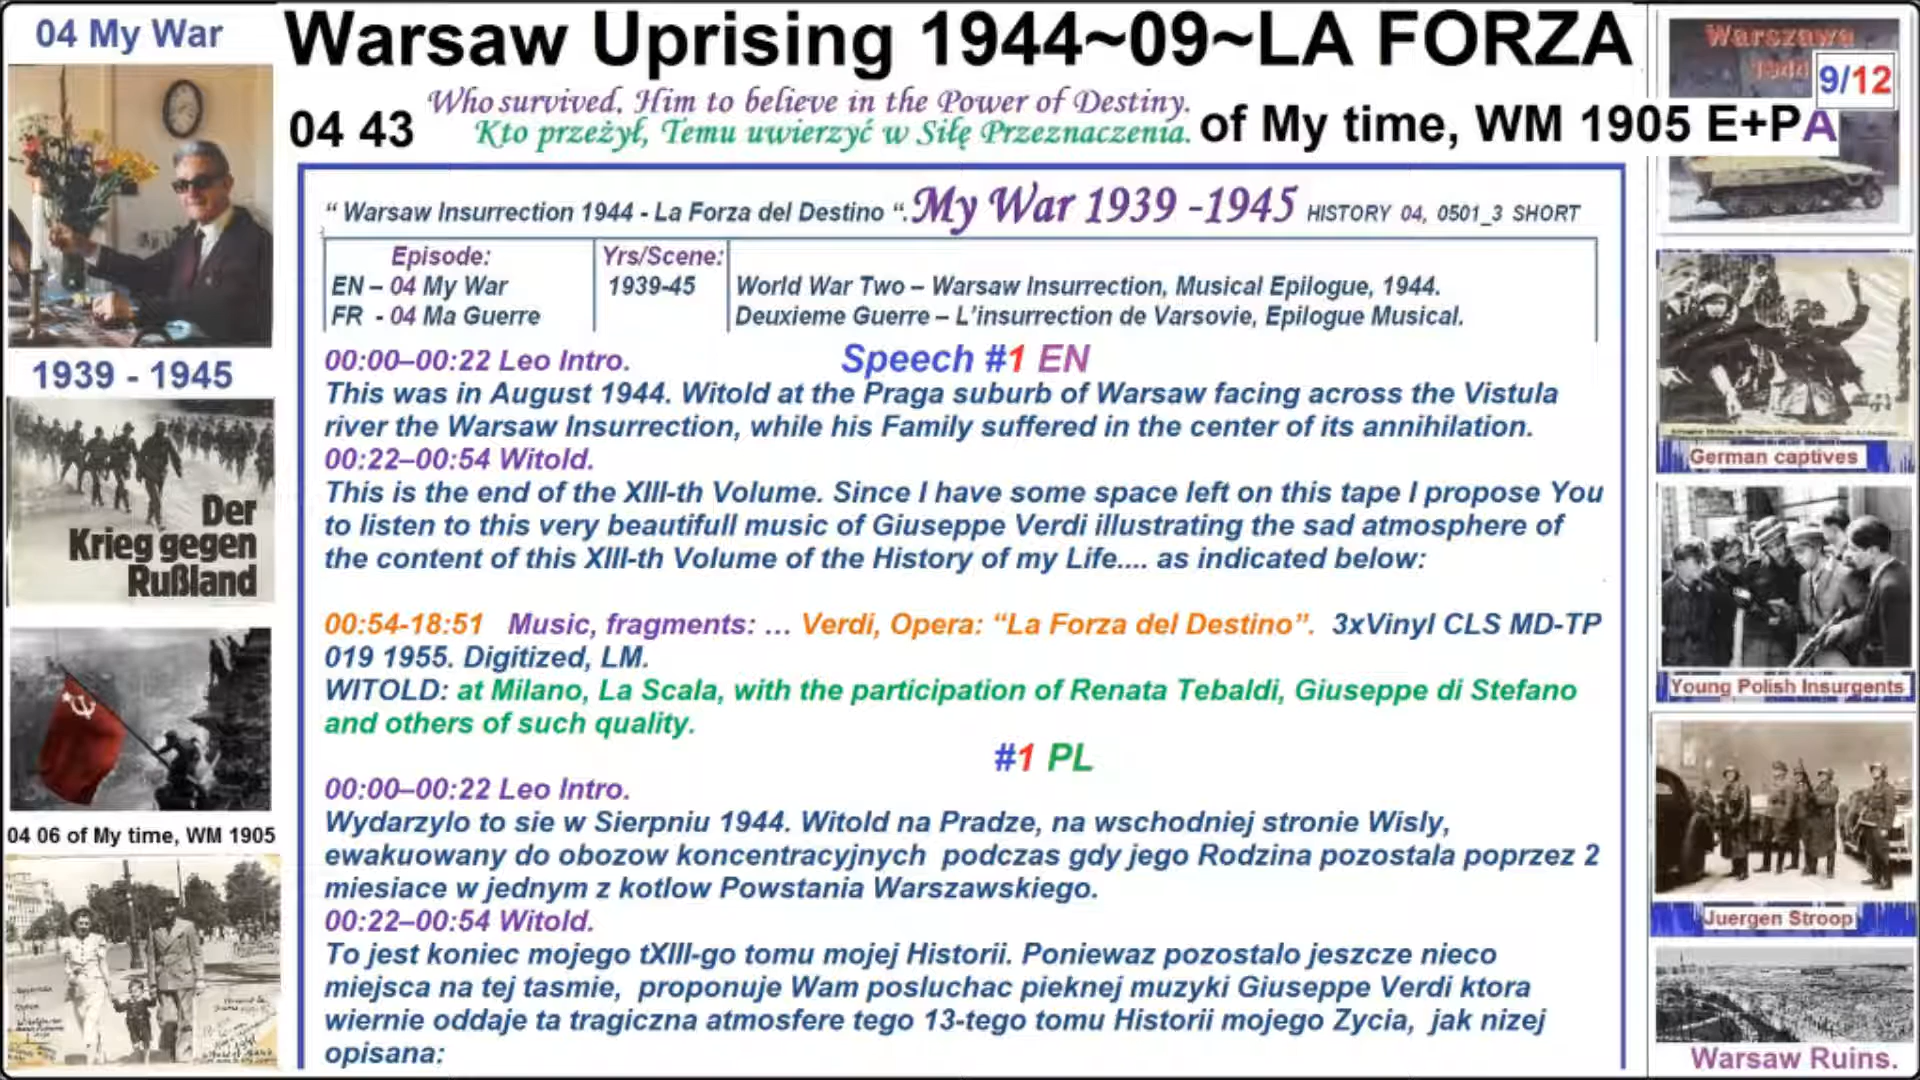 04 My War
Warsaw Uprising 1944~09~LA FORZA
04 43
Who survived, Him to believe in the Power of Destiny.
Kto przeżył, Temu uwierzyć w Siłę Przeznaczenia.
of My time, WM 1905 E+PA
Warszawa
1944
9/12
“ Warsaw Insurrection 1944 - La Forza del Destino “. My War 1939 -1945 HISTORY 04, 0501_3 SHORT
Episode: Yrs/Scene:
EN – 04 My War 1939-45 World War Two – Warsaw Insurrection, Musical Epilogue, 1944.
FR - 04 Ma Guerre Deuxieme Guerre – L’insurrection de Varsovie, Epilogue Musical.
00:00–00:22 Leo Intro. Speech #1 EN
This was in August 1944. Witold at the Praga suburb of Warsaw facing across the Vistula
river the Warsaw Insurrection, while his Family suffered in the center of its annihilation.
00:22–00:54 Witold.
This is the end of the XIII-th Volume. Since I have some space left on this tape I propose You
to listen to this very beautifull music of Giuseppe Verdi illustrating the sad atmosphere of
the content of this XIII-th Volume of the History of my Life.... as indicated below:
00:54-18:51 Music, fragments: ... Verdi, Opera: “La Forza del Destino”. 3xVinyl CLS MD-TP
019 1955. Digitized, LM.
WITOLD: at Milano, La Scala, with the participation of Renata Tebaldi, Giuseppe di Stefano
and others of such quality.
#1 PL
00:00–00:22 Leo Intro.
Wydarzylo to sie w Sierpniu 1944. Witold na Pradze, na wschodniej stronie Wisly,
ewakuowany do obozow koncentracyjnych podczas gdy jego Rodzina pozostala poprzez 2
miesiace w jednym z kotlow Powstania Warszawskiego.
00:22–00:54 Witold.
To jest koniec mojego tXIII-go tomu mojej Historii. Poniewaz pozostalo jeszcze nieco
miejsca na tej tasmie, proponuje Wam posluchac pieknej muzyki Giuseppe Verdi ktora
wiernie oddaje ta tragiczna atmosfere tego 13-tego tomu Historii mojego Zycia, jak nizej
opisana:
1939 - 1945
Der
Krieg gegen
Rußland
04 06 of My time, WM 1905
German captives
Young Polish Insurgents
Juergen Stroop
Warsaw Ruins.